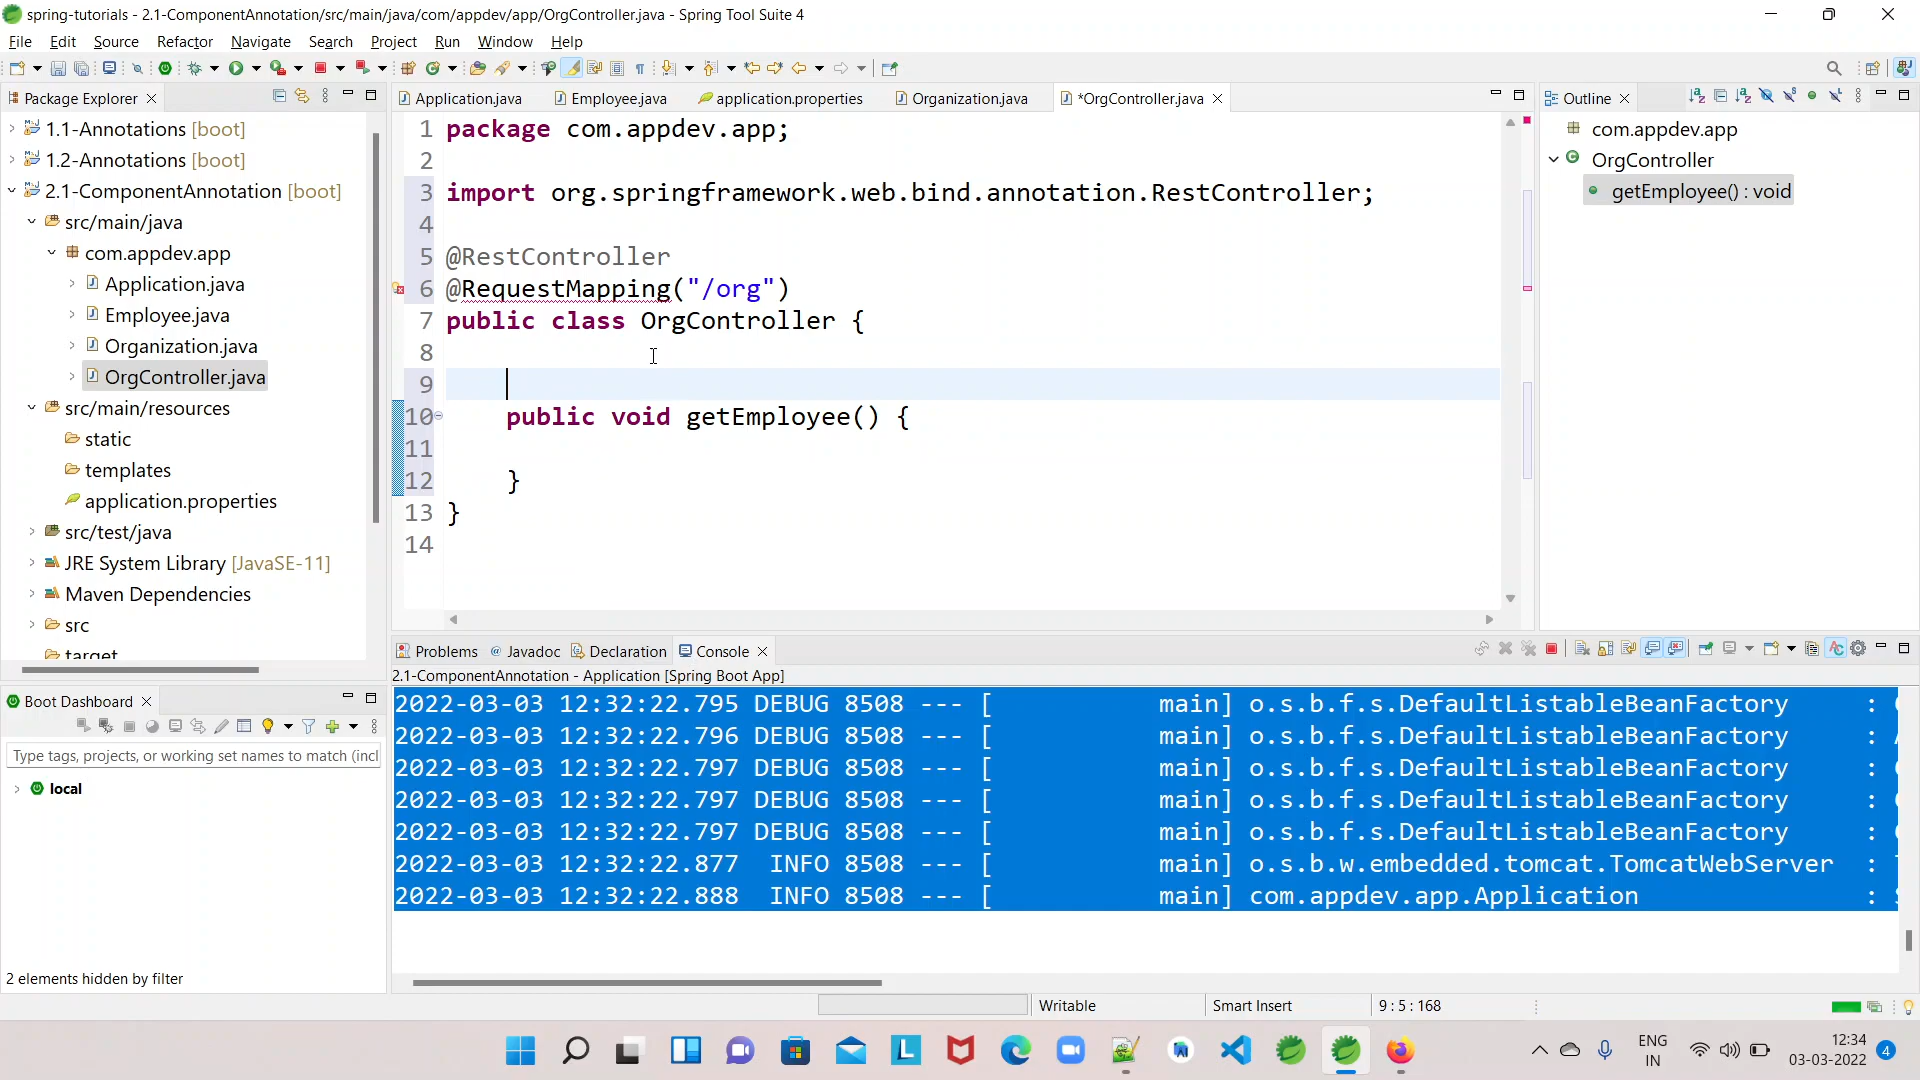 spring-tutorials - 2.1-ComponentAnnotation/src/main/java/com/appdev/app/OrgController.java - Spring Tool Suite 4
File Edit Source Refactor Navigate Search Project Run Window Help
Package Explorer
1.1-Annotations [boot]
1.2-Annotations [boot]
2.1-ComponentAnnotation [boot]
src/main/java
com.appdev.app
Application.java
Employee.java
Organization.java
OrgController.java
src/main/resources
static
templates
application.properties
src/test/java
JRE System Library [JavaSE-11]
Maven Dependencies
src
target
Boot Dashboard
Type tags, projects, or working set names to match (incl
local
2 elements hidden by filter
Application.java Employee.java application.properties Organization.java *OrgController.java
1 package com.appdev.app;
2
3 import org.springframework.web.bind.annotation.RestController;
4
5 @RestController
6 @RequestMapping("/org")
7 public class OrgController {
8
9
10 public void getEmployee() {
11
12 }
13 }
14
Outline
com.appdev.app
OrgController
getEmployee() : void
Problems @ Javadoc Declaration Console
2.1-ComponentAnnotation - Application [Spring Boot App]
2022-03-03 12:32:22.795 DEBUG 8508 --- [ main] o.s.b.f.s.DefaultListableBeanFactory :
2022-03-03 12:32:22.796 DEBUG 8508 --- [ main] o.s.b.f.s.DefaultListableBeanFactory :
2022-03-03 12:32:22.797 DEBUG 8508 --- [ main] o.s.b.f.s.DefaultListableBeanFactory :
2022-03-03 12:32:22.797 DEBUG 8508 --- [ main] o.s.b.f.s.DefaultListableBeanFactory :
2022-03-03 12:32:22.797 DEBUG 8508 --- [ main] o.s.b.f.s.DefaultListableBeanFactory :
2022-03-03 12:32:22.877 INFO 8508 --- [ main] o.s.b.w.embedded.tomcat.TomcatWebServer :
2022-03-03 12:32:22.888 INFO 8508 --- [ main] com.appdev.app.Application :
Writable Smart Insert 9 : 5 : 168
ENG
IN
12:34
03-03-2022
4